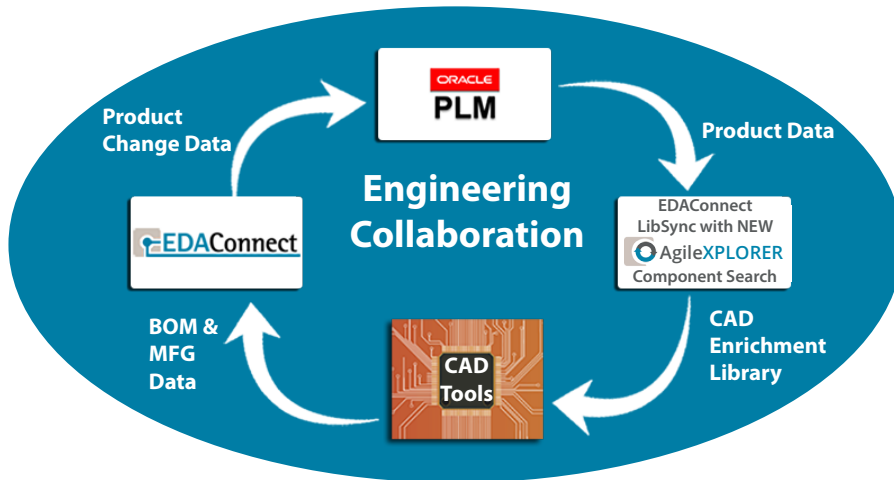 ORACLE
PLM
Product
Change Data
Product Data
Engineering
Collaboration
EDAConnect
EDAConnect
LibSync with NEW
AgileXPLORER
Component Search
BOM &
MFG
Data
CAD
Tools
CAD
Enrichment
Library